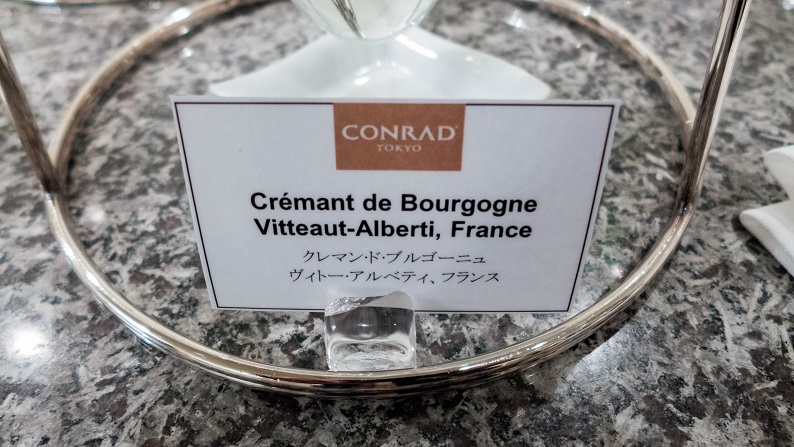 CONRAD
TOKYO
Crémant de Bourgogne
Vitteaut-Alberti, France
クレマン・ド・ブルゴーニュ
ヴィトー・アルベティ、フランス